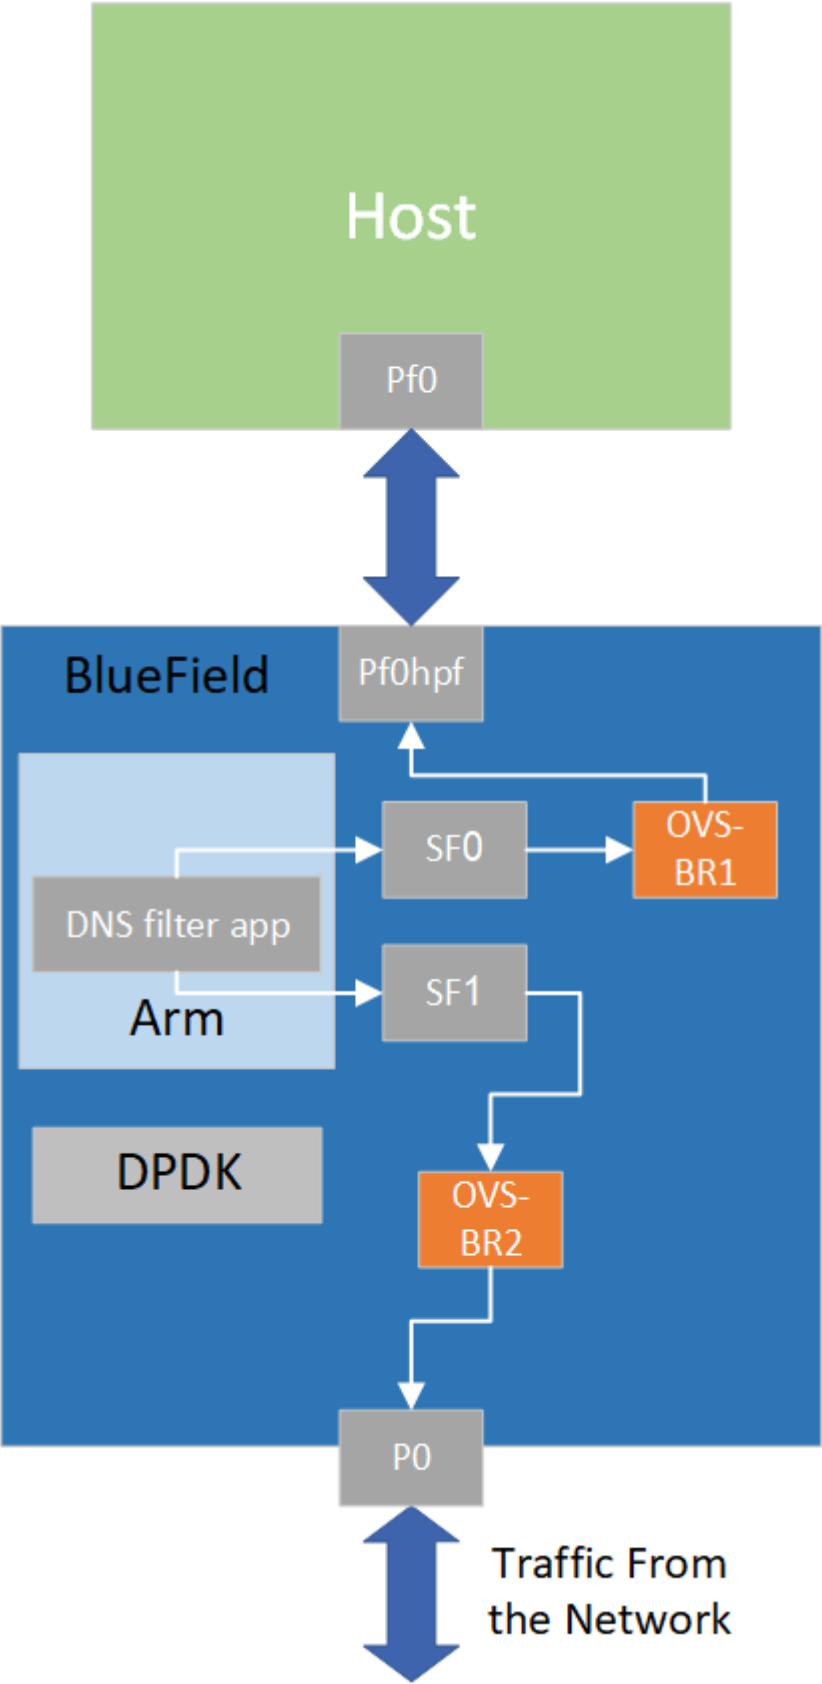 Host
Pf0
BlueField
Pf0hpf
SF0
OVS-
BR1
DNS filter app
SF1
Arm
DPDK
OVS-
BR2
P0
Traffic From
the Network